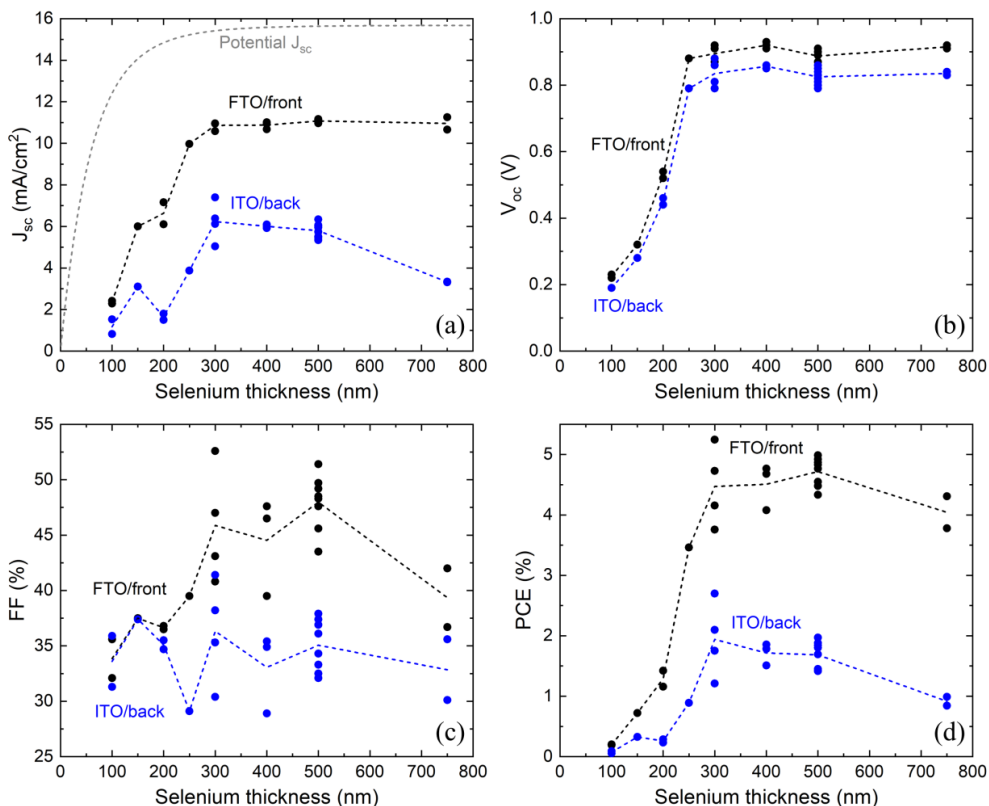 16
14
12
10
8
6
4
2
0
J_sc (mA/cm²)
Potential J_sc
FTO/front
ITO/back
(a)
0 100 200 300 400 500 600 700 800
Selenium thickness (nm)
1.0
0.8
0.6
0.4
0.2
0.0
V_oc (V)
FTO/front
ITO/back
(b)
0 100 200 300 400 500 600 700 800
Selenium thickness (nm)
55
50
45
40
35
30
25
FF (%)
FTO/front
ITO/back
(c)
0 100 200 300 400 500 600 700 800
Selenium thickness (nm)
5
4
3
2
1
0
PCE (%)
FTO/front
ITO/back
(d)
0 100 200 300 400 500 600 700 800
Selenium thickness (nm)